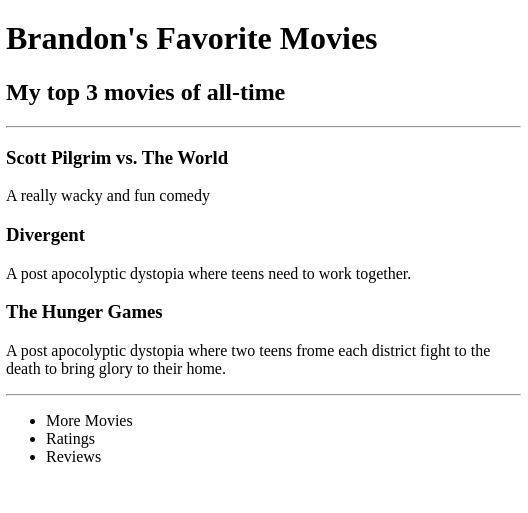 Brandon's Favorite Movies
My top 3 movies of all-time
Scott Pilgrim vs. The World
A really wacky and fun comedy
Divergent
A post apocolyptic dystopia where teens need to work together.
The Hunger Games
A post apocolyptic dystopia where two teens frome each district fight to the
death to bring glory to their home.
More Movies
Ratings
Reviews